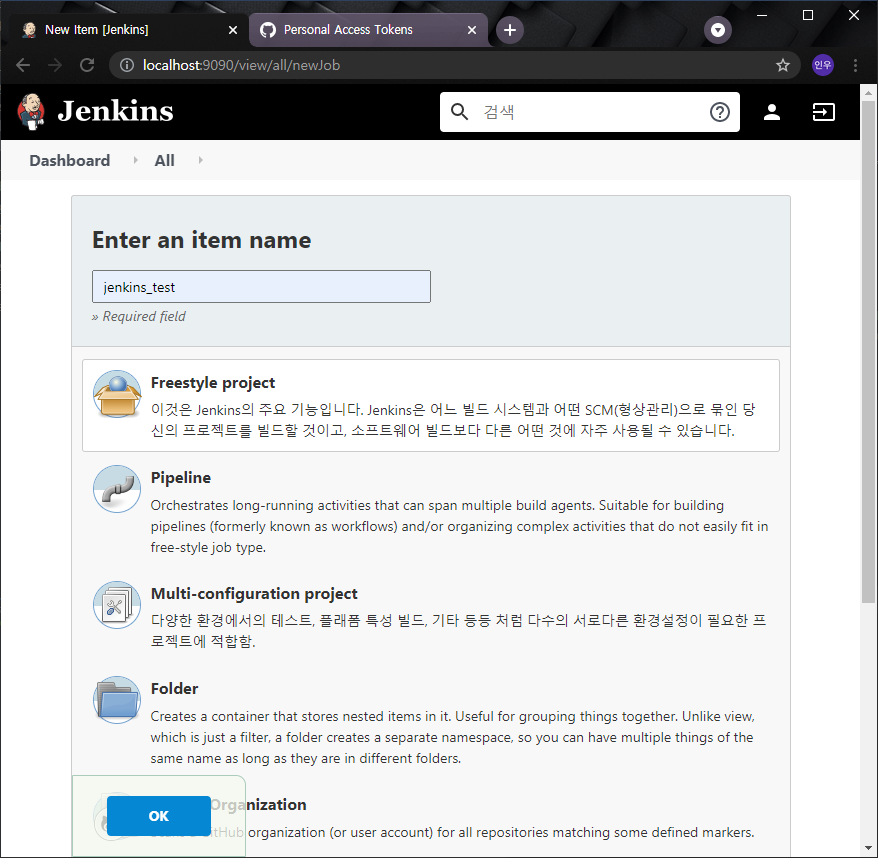 New Item [Jenkins]
Personal Access Tokens
localhost:9090/view/all/newJob
인우
Jenkins
검색
Dashboard
All
Enter an item name
jenkins_test
» Required field
Freestyle project
이것은 Jenkins의 주요 기능입니다. Jenkins은 어느 빌드 시스템과 어떤 SCM(형상관리)으로 묶인 당
신의 프로젝트를 빌드할 것이고, 소프트웨어 빌드보다 다른 어떤 것에 자주 사용될 수 있습니다.
Pipeline
Orchestrates long-running activities that can span multiple build agents. Suitable for building
pipelines (formerly known as workflows) and/or organizing complex activities that do not easily fit in
free-style job type.
Multi-configuration project
다양한 환경에서의 테스트, 플래폼 특성 빌드, 기타 등등 처럼 다수의 서로다른 환경설정이 필요한 프
로젝트에 적합함.
Folder
Creates a container that stores nested items in it. Useful for grouping things together. Unlike view,
which is just a filter, a folder creates a separate namespace, so you can have multiple things of the
same name as long as they are in different folders.
Organization
OK
organization (or user account) for all repositories matching some defined markers.